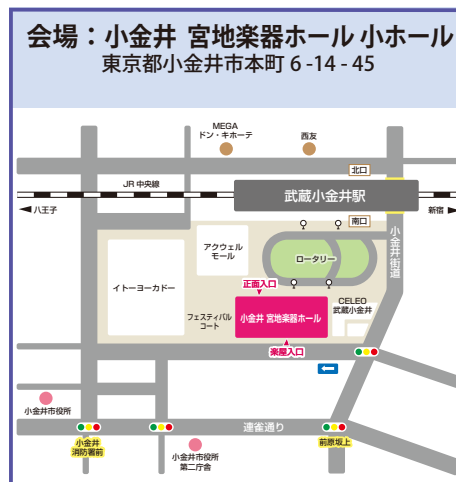 会場：小金井 宮地楽器ホール 小ホール
東京都小金井市本町 6 -14 - 45
MEGA
ドン・キホーテ
西友
北口
JR 中央線
武蔵小金井駅
八王子
新宿
南口
小金井街道
アクウェル
モール
ロータリー
イトーヨーカドー
正面入口
CELEO
武蔵小金井
フェスティバル
コート
小金井 宮地楽器ホール
楽屋入口
小金井市役所
連雀通り
小金井
消防署前
前原坂上
小金井市役所
第二庁舎